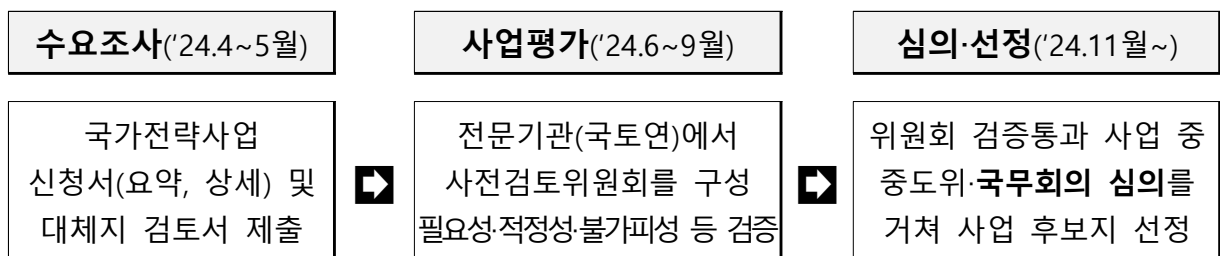 수요조사(‘24.4~5월)
사업평가(‘24.6~9월)
심의·선정(‘24.11월~)
국가전략사업
신청서(요약, 상세) 및
대체지 검토서 제출
전문기관(국토연)에서
사전검토위원회를 구성
필요성·적정성·불가피성 등 검증
위원회 검증통과 사업 중
중도위·국무회의 심의를
거쳐 사업 후보지 선정